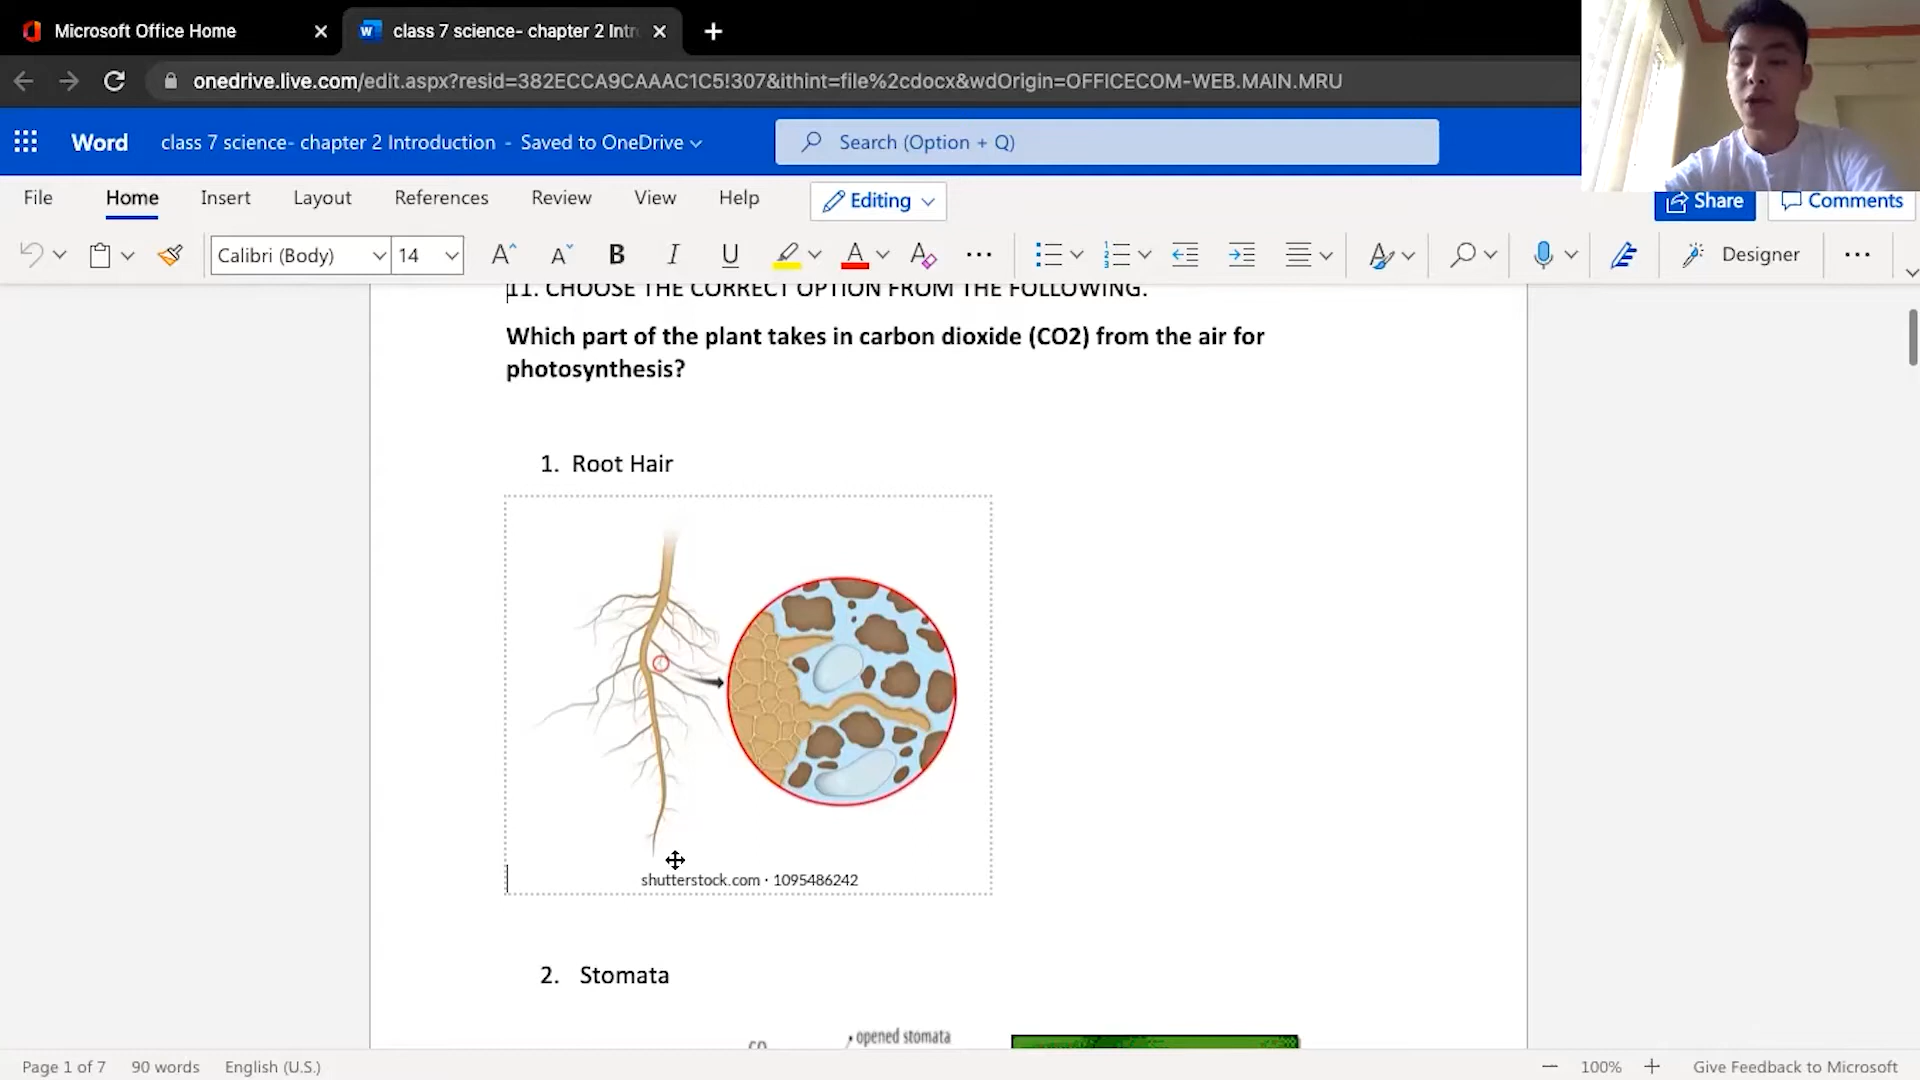 Microsoft Office Home
class 7 science- chapter 2 Intr
onedrive.live.com/edit.aspx?resid=382ECCA9CAAAC1C5!307&ithint=file%2cdocx&wdOrigin=OFFICECOM-WEB.MAIN.MRU
Word
class 7 science- chapter 2 Introduction - Saved to OneDrive
Search (Option + Q)
File Home Insert Layout References Review View Help Editing Share Comments
Calibri (Body) 14 A A B I U A A Designer
11. CHOOSE THE CORRECT OPTION FROM THE FOLLOWING.
Which part of the plant takes in carbon dioxide (CO2) from the air for
photosynthesis?
1. Root Hair
shutterstock.com · 1095486242
2. Stomata
opened stomata
Page 1 of 7 90 words English (U.S.) 100% Give Feedback to Microsoft